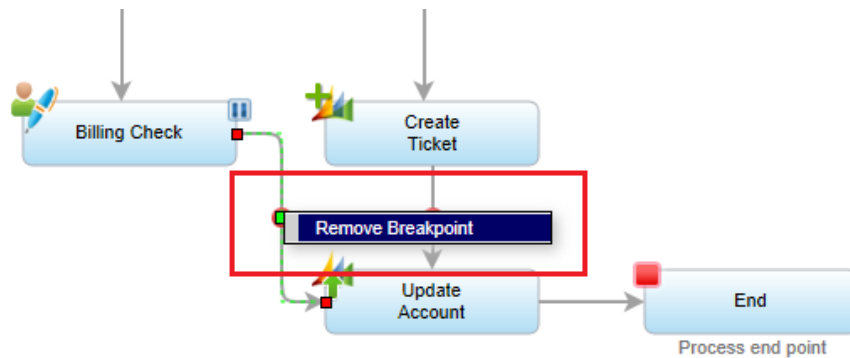 Billing Check
Create
Ticket
Remove Breakpoint
Update
Account
End
Process end point